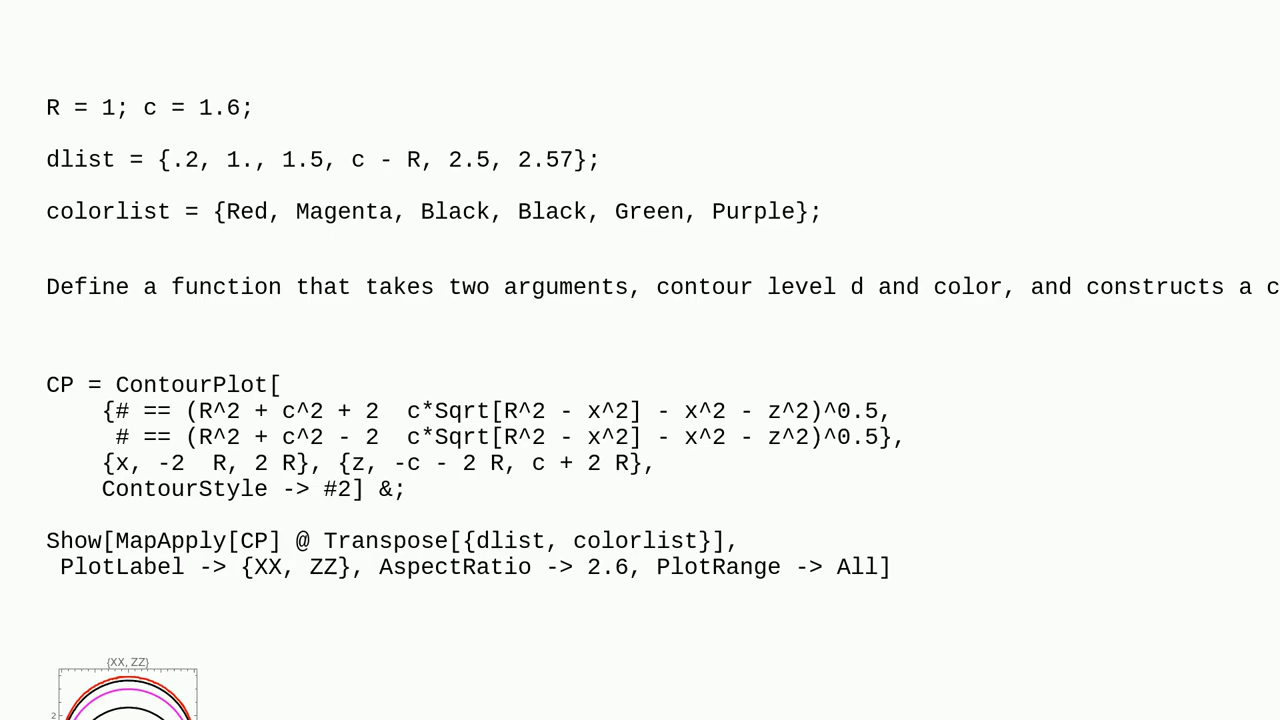 R = 1; c = 1.6;
dlist = {.2, 1., 1.5, c - R, 2.5, 2.57};
colorlist = {Red, Magenta, Black, Black, Green, Purple};
Define a function that takes two arguments, contour level d and color, and constructs a c
CP = ContourPlot[
{# == (R^2 + c^2 + 2  c*Sqrt[R^2 - x^2] - x^2 - z^2)^0.5,
# == (R^2 + c^2 - 2  c*Sqrt[R^2 - x^2] - x^2 - z^2)^0.5},
{x, -2  R, 2 R}, {z, -c - 2 R, c + 2 R},
ContourStyle -> #2] &;
Show[MapApply[CP] @ Transpose[{dlist, colorlist}],
PlotLabel -> {XX, ZZ}, AspectRatio -> 2.6, PlotRange -> All]
{XX, ZZ}
2